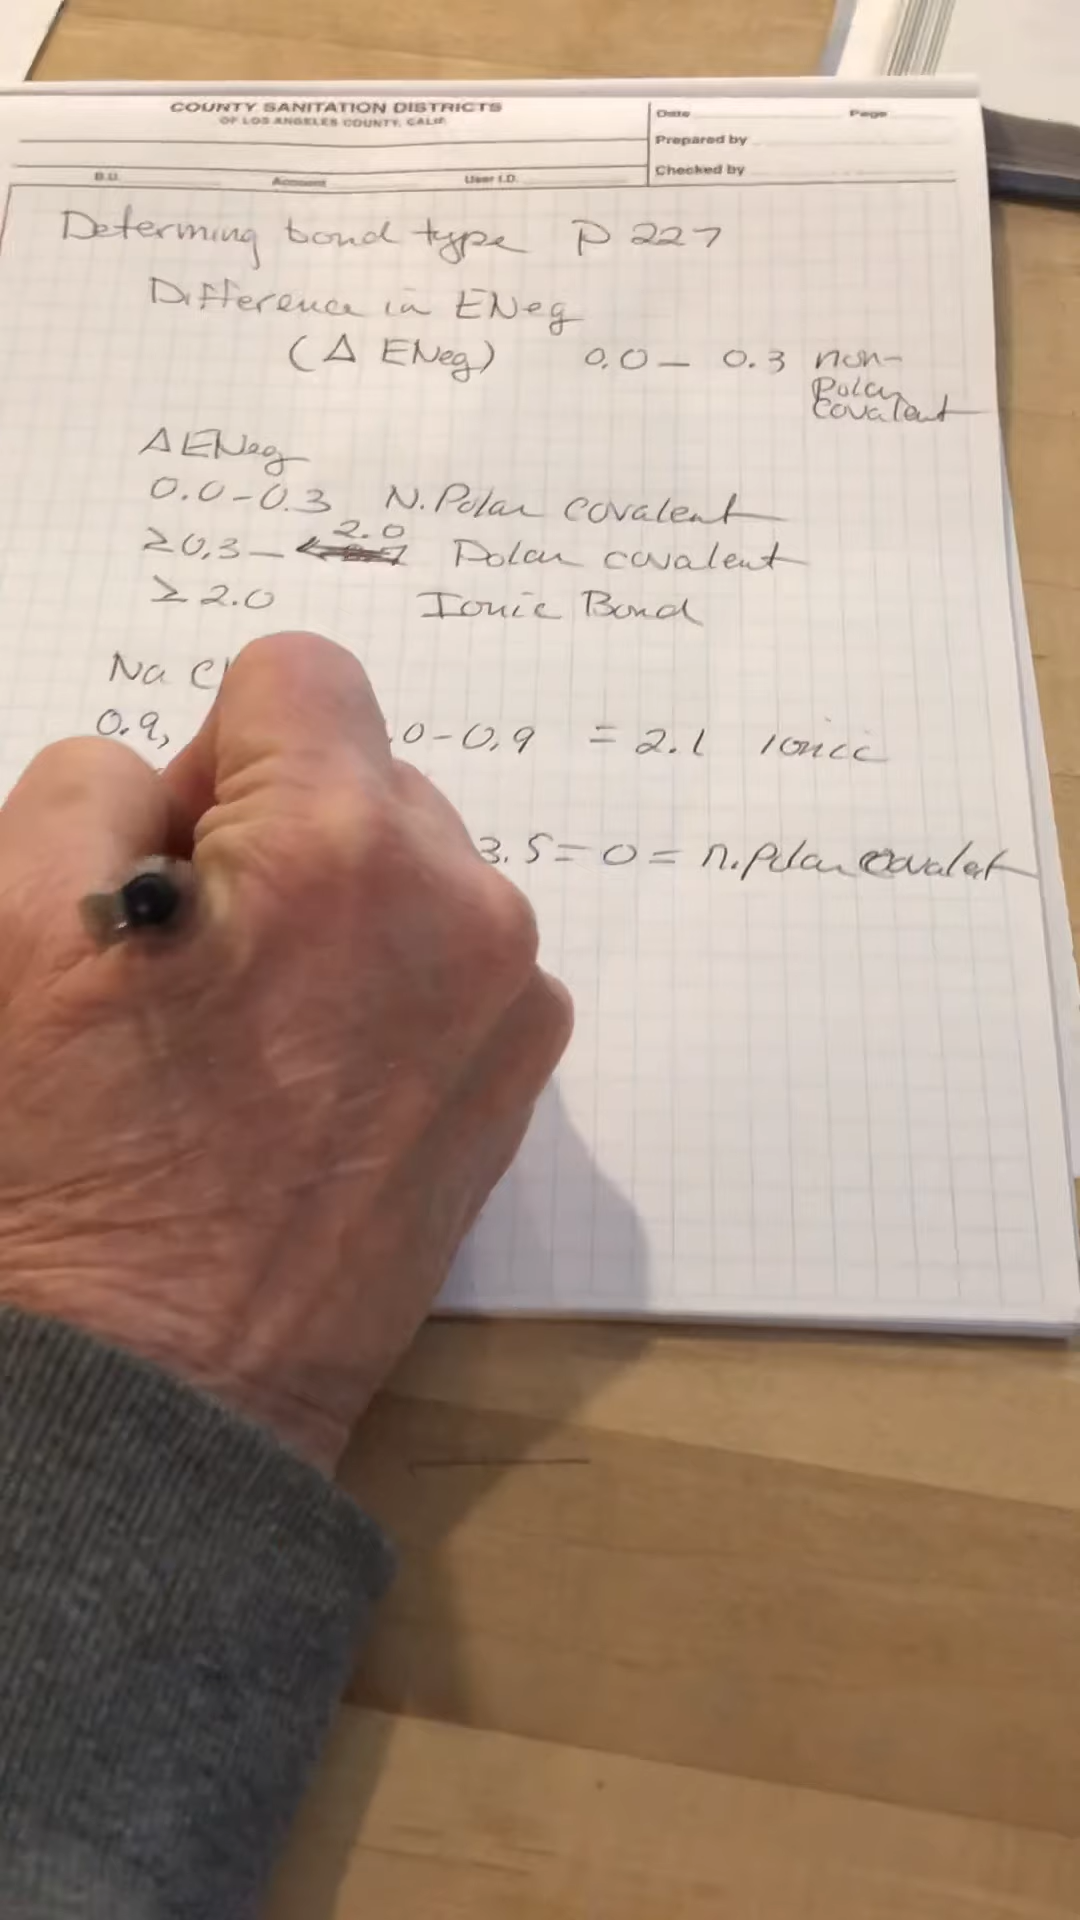 COUNTY SANITATION DISTRICTS
OF LOS ANGELES COUNTY, CALIF.
Date Page
Prepared by
Checked by
B.U. Account User I.D.
Determing bond type P 227
Difference in ENeg
(Δ ENeg) 0.0 - 0.3 non-
Polar
covalent
Δ ENeg
0.0-0.3 N.Polar covalent
2.0
≥0.3 - < Polar covalent
≥ 2.0 Ionic Bond
Na Cl
0.9, .0-0.9 = 2.1 ionic
3.5=0= n.polar covalet